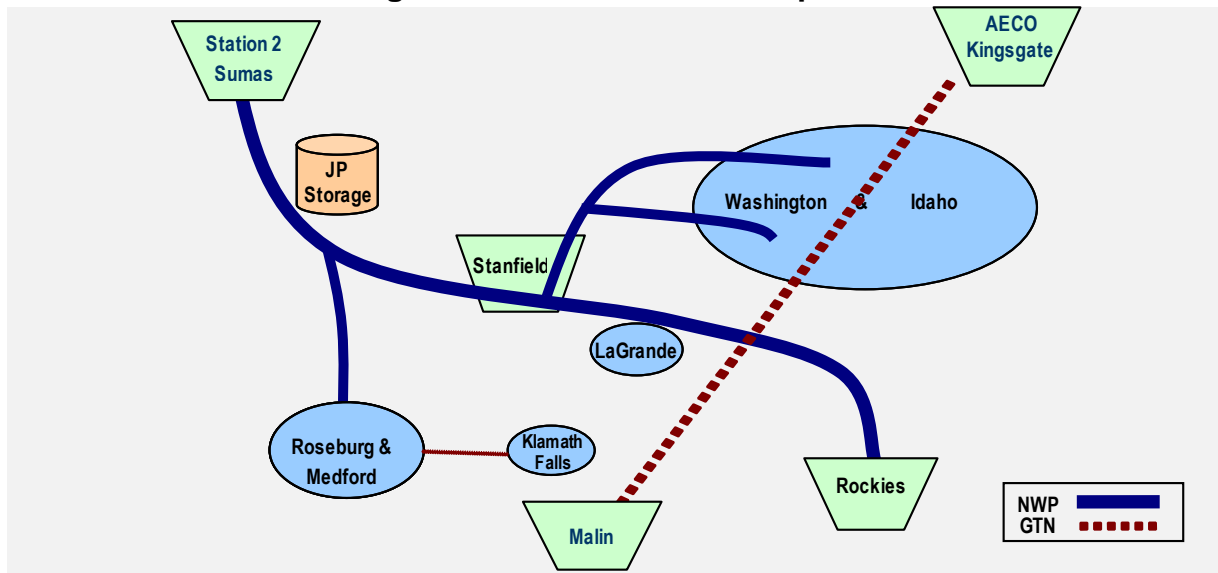 Station 2
Sumas
AECO
Kingsgate
JP
Storage
Washington & Idaho
Stanfield
LaGrande
Roseburg &
Medford
Klamath
Falls
Rockies
Malin
NWP
GTN